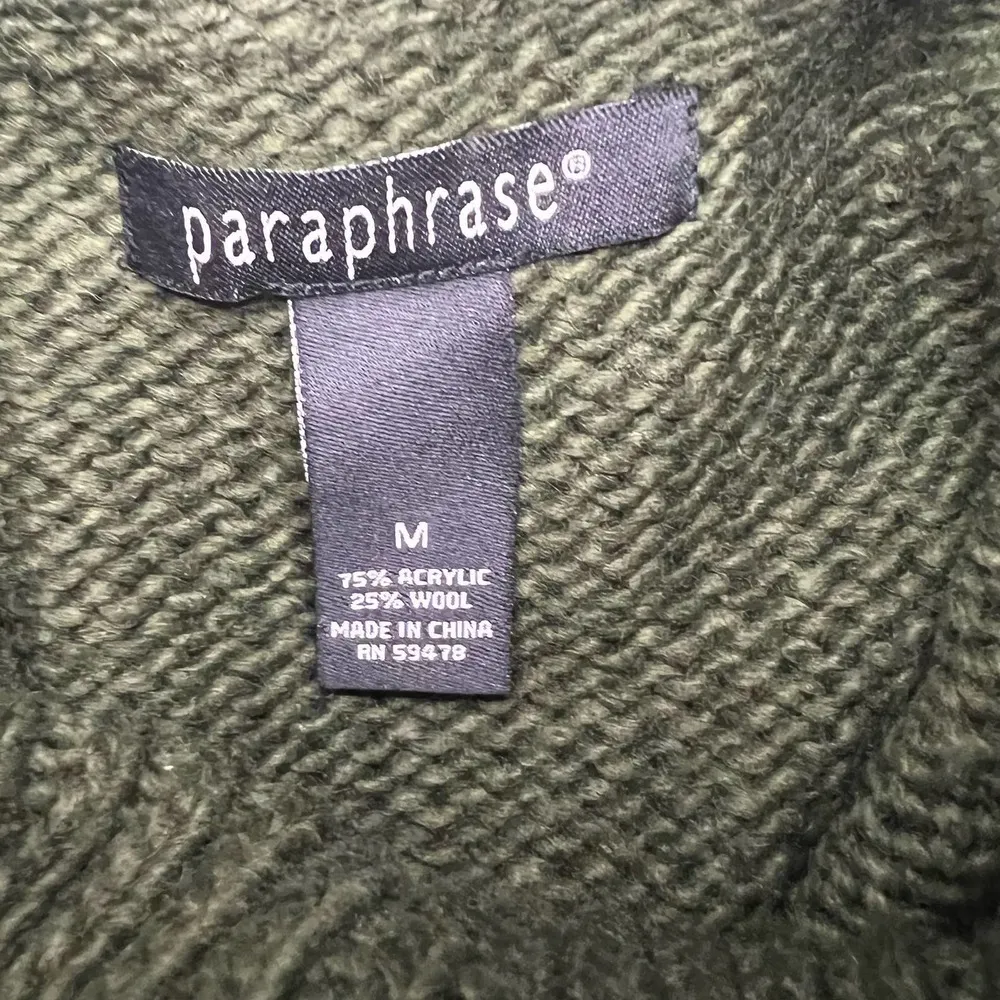 paraphrase®
M
75% ACRYLIC
25% WOOL
MADE IN CHINA
RN 59478